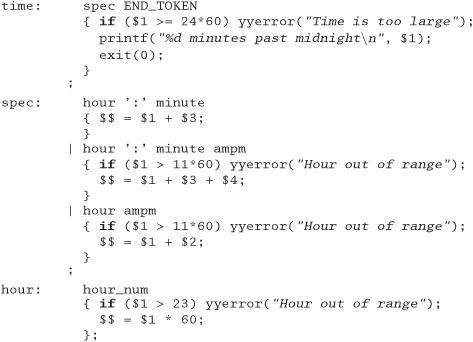 time:     spec END_TOKEN
          { if ($1 >= 24*60) yyerror("Time is too large");
            printf("%d minutes past midnight\n", $1);
            exit(0);
          }
        ;
spec:     hour ':' minute
          { $$ = $1 + $3;
          }
        | hour ':' minute ampm
          { if ($1 > 11*60) yyerror("Hour out of range");
            $$ = $1 + $3 + $4;
          }
        | hour ampm
          { if ($1 > 11*60) yyerror("Hour out of range");
            $$ = $1 + $2;
          }
        ;
hour:     hour_num
          { if ($1 > 23) yyerror("Hour out of range");
            $$ = $1 * 60;
          };